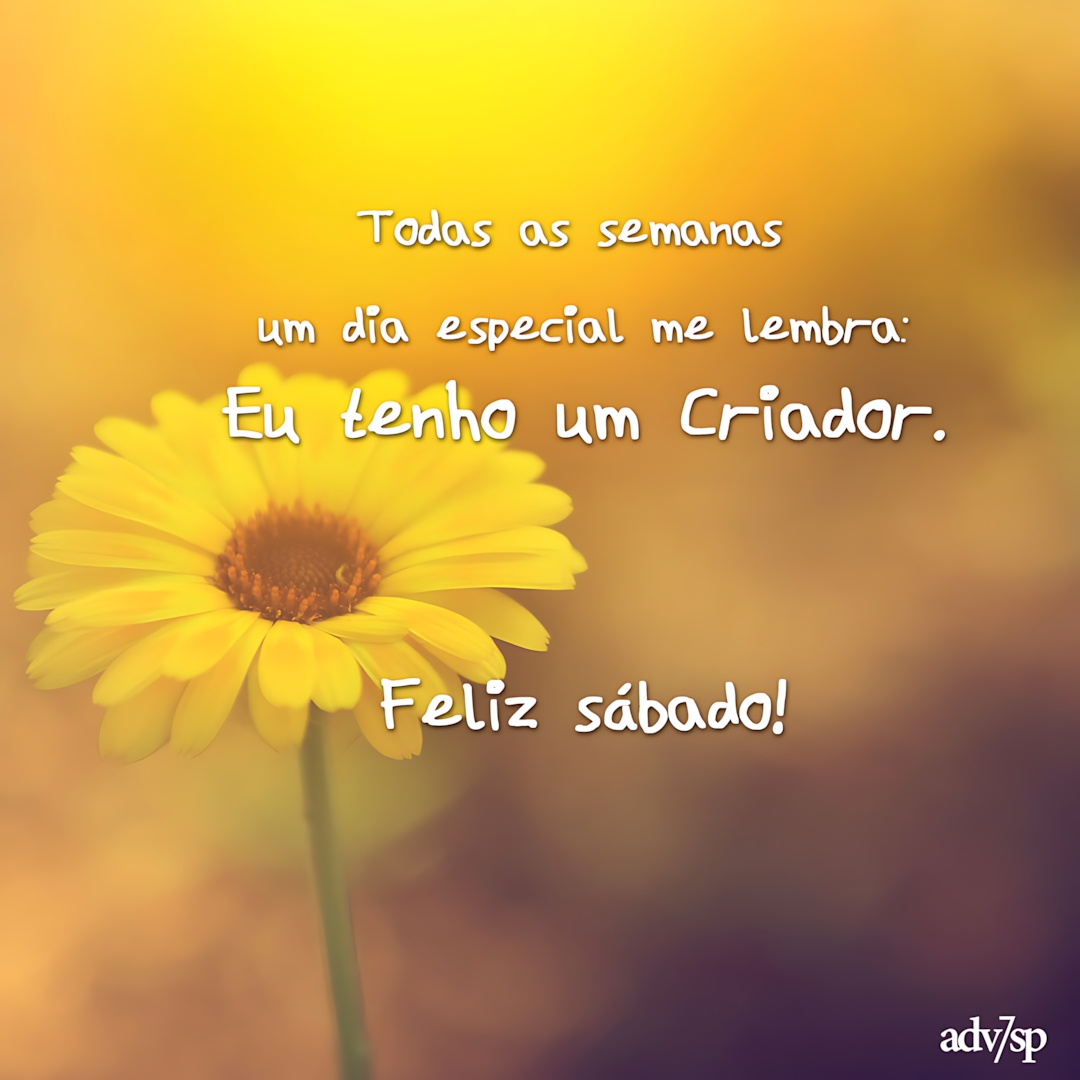 Todas as semanas
um dia especial me lembra:
Eu tenho um Criador.
Feliz sábado!
adv7sp